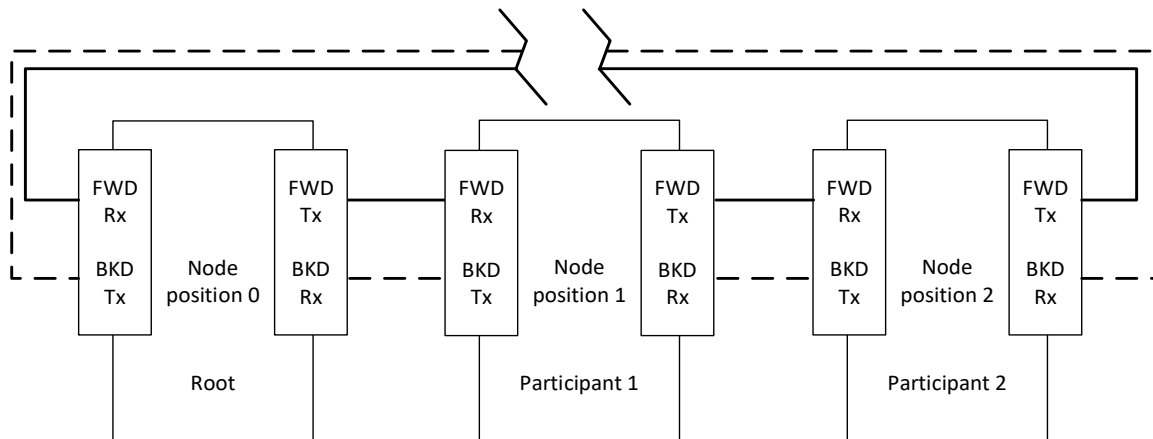 FWD
Rx
BKD
Tx
Node
position 0
FWD
Tx
BKD
Rx
Root
FWD
Rx
BKD
Tx
Node
position 1
FWD
Tx
BKD
Rx
Participant 1
FWD
Rx
BKD
Tx
Node
position 2
FWD
Tx
BKD
Rx
Participant 2